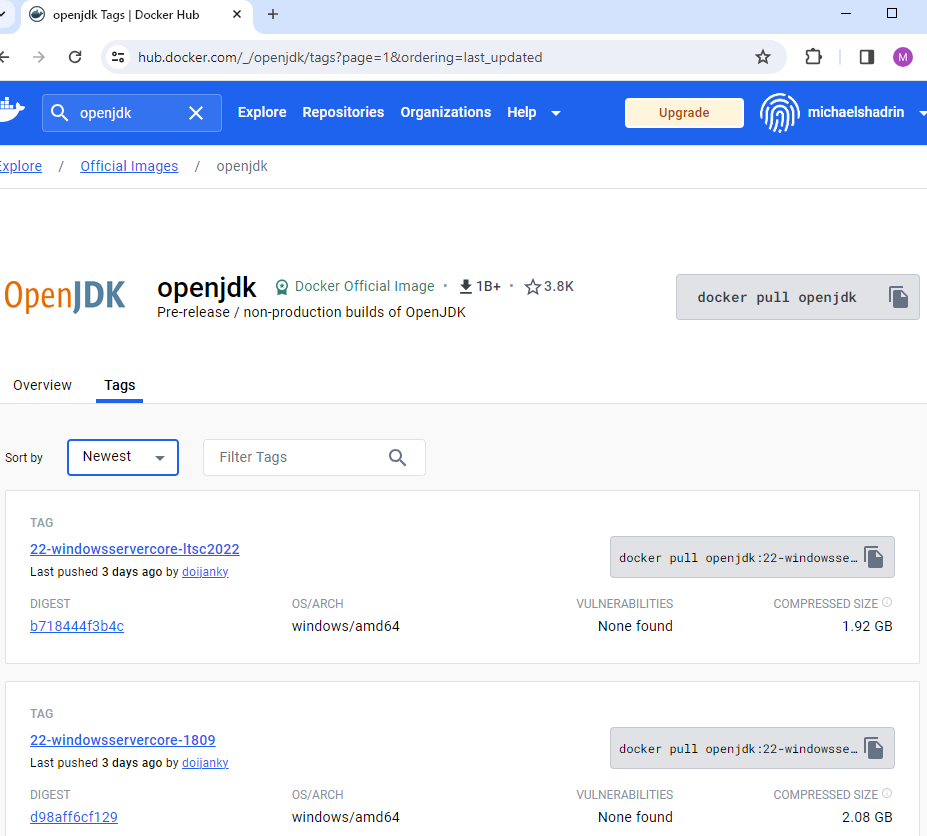 openjdk Tags | Docker Hub
hub.docker.com/_/openjdk/tags?page=1&ordering=last_updated
M
openjdk
Explore
Repositories
Organizations
Help
Upgrade
michaelshadrin
Explore / Official Images / openjdk
OpenJDK
openjdk
Docker Official Image · 1B+ · 3.8K
Pre-release / non-production builds of OpenJDK
docker pull openjdk
Overview
Tags
Sort by
Newest
Filter Tags
TAG
22-windowsservercore-ltsc2022
Last pushed 3 days ago by doijanky
docker pull openjdk:22-windowsse…
DIGEST OS/ARCH VULNERABILITIES COMPRESSED SIZE
b718444f3b4c windows/amd64 None found 1.92 GB
TAG
22-windowsservercore-1809
Last pushed 3 days ago by doijanky
docker pull openjdk:22-windowsse…
DIGEST OS/ARCH VULNERABILITIES COMPRESSED SIZE
d98aff6cf129 windows/amd64 None found 2.08 GB